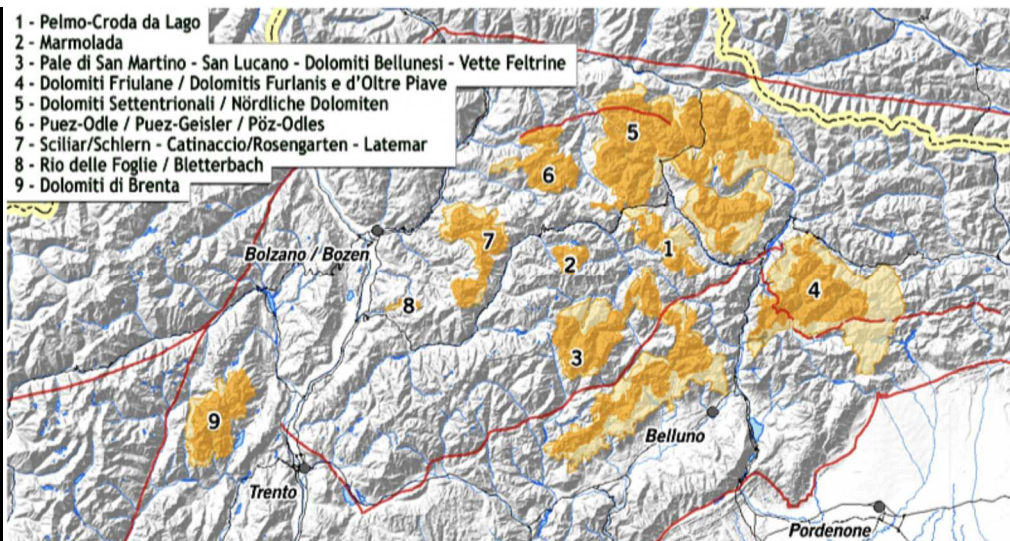 1 - Pelmo-Croda da Lago
2 - Marmolada
3 - Pale di San Martino - San Lucano - Dolomiti Bellunesi - Vette Feltrine
4 - Dolomiti Friulane / Dolomitis Furlanis e d'Oltre Piave
5 - Dolomiti Settentrionali / Nördliche Dolomiten
6 - Puez-Odle / Puez-Geisler / Pöz-Odles
7 - Sciliar/Schlern - Catinaccio/Rosengarten - Latemar
8 - Rio delle Foglie / Bletterbach
9 - Dolomiti di Brenta
5
6
7
1
Bolzano / Bozen
2
4
8
3
9
Belluno
Trento
Pordenone